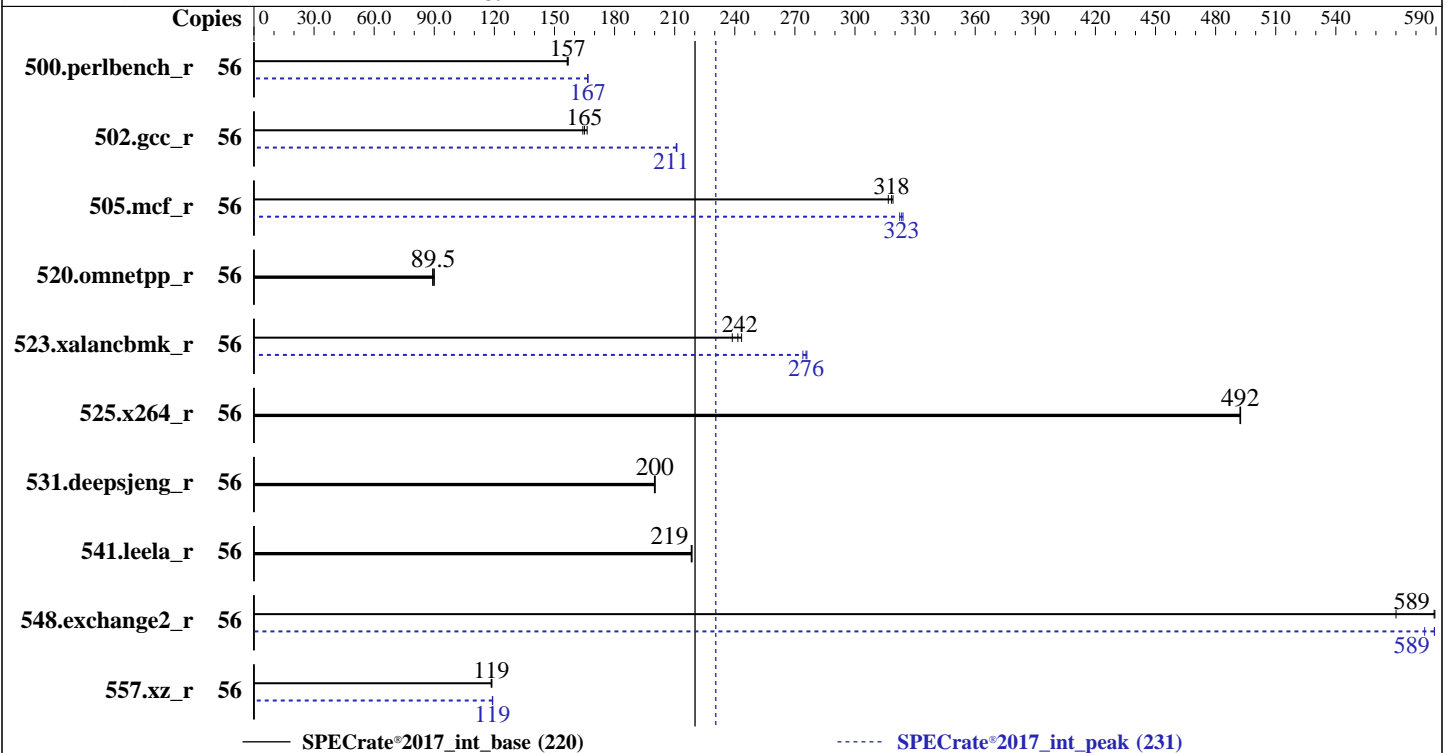 Copies 0 30.0 60.0 90.0 120 150 180 210 240 270 300 330 360 390 420 450 480 510 540 590
500.perlbench_r 56 157
167
502.gcc_r 56 165
211
505.mcf_r 56 318
323
520.omnetpp_r 56 89.5
523.xalancbmk_r 56 242
276
525.x264_r 56 492
531.deepsjeng_r 56 200
541.leela_r 56 219
548.exchange2_r 56 589
589
557.xz_r 56 119
119
SPECrate®2017_int_base (220) SPECrate®2017_int_peak (231)